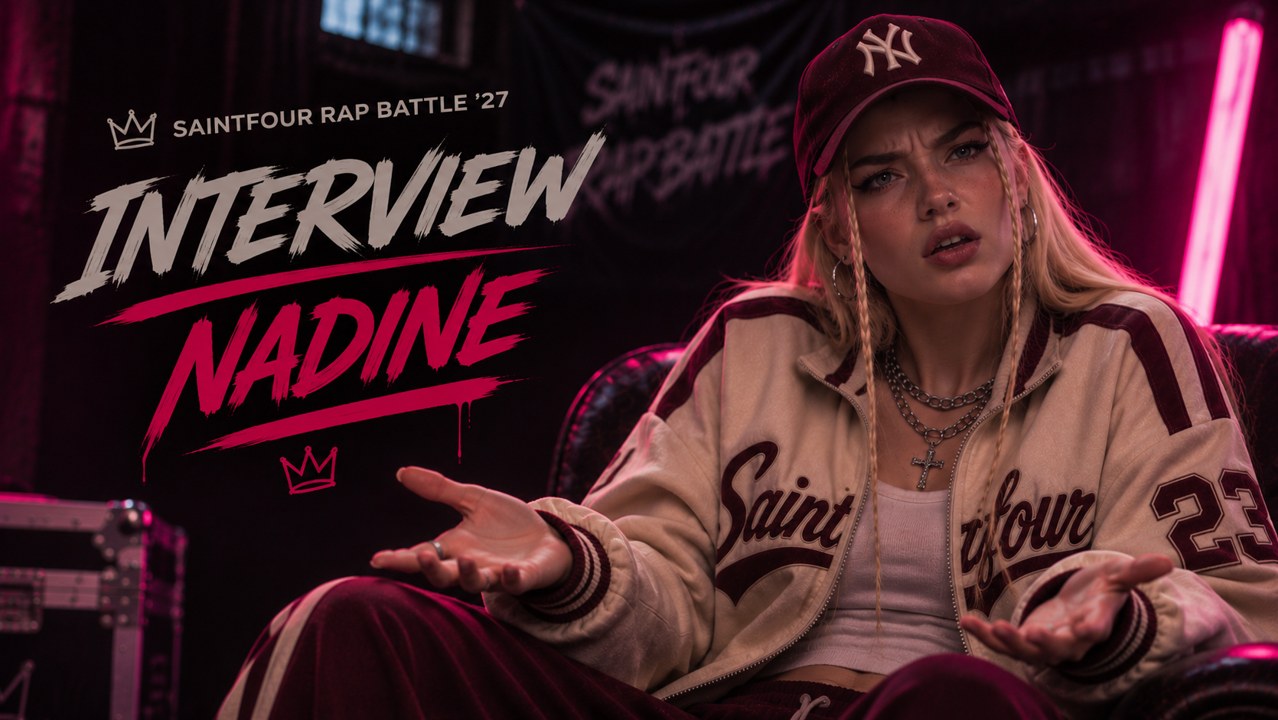 SAINTFOUR RAP BATTLE '27
INTERVIEW
NADINE
SAINTFOUR
RAP BATTLE
NY
Saint
four
23